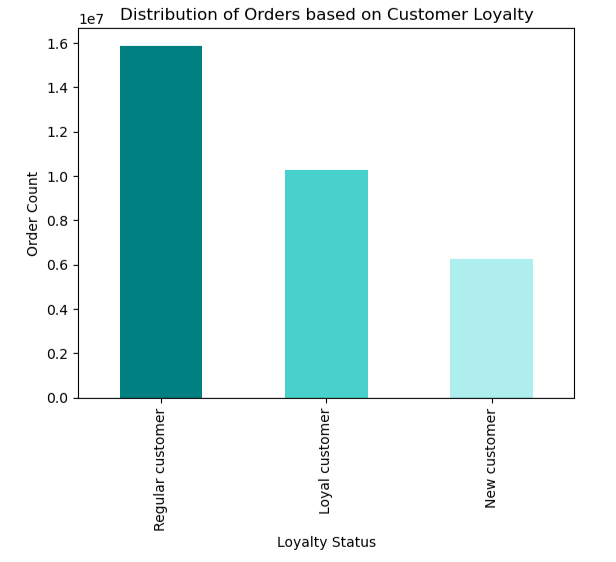 Distribution of Orders based on Customer Loyalty
1e7
1.6
1.4
1.2
1.0
0.8
0.6
0.4
0.2
0.0
Order Count
Regular customer
Loyal customer
New customer
Loyalty Status